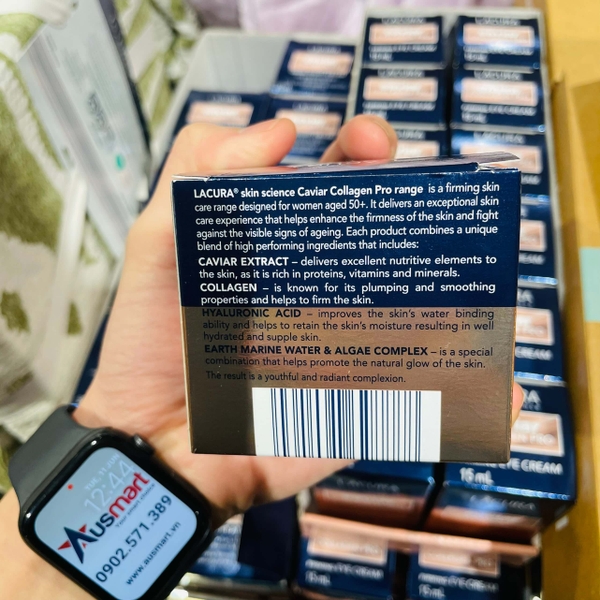 LACURA® skin science Caviar Collagen Pro range is a firming skin
care range designed for women aged 50+. It delivers an exceptional skin
care experience that helps enhance the firmness of the skin and fight
against the visible signs of ageing. Each product combines a unique
blend of high performing ingredients that includes:
CAVIAR EXTRACT – delivers excellent nutritive elements to
the skin, as it is rich in proteins, vitamins and minerals.
COLLAGEN – is known for its plumping and smoothing
properties and helps to firm the skin.
HYALURONIC ACID – improves the skin's water binding
ability and helps to retain the skin's moisture resulting in well
hydrated and supple skin.
EARTH MARINE WATER & ALGAE COMPLEX – is a special
combination that helps promote the natural glow of the skin.
The result is a youthful and radiant complexion.
12:44
Ausmart
0902.571.389
www.ausmart.vn
EYE CREAM
15 mL
EYE CREAM
15 mL